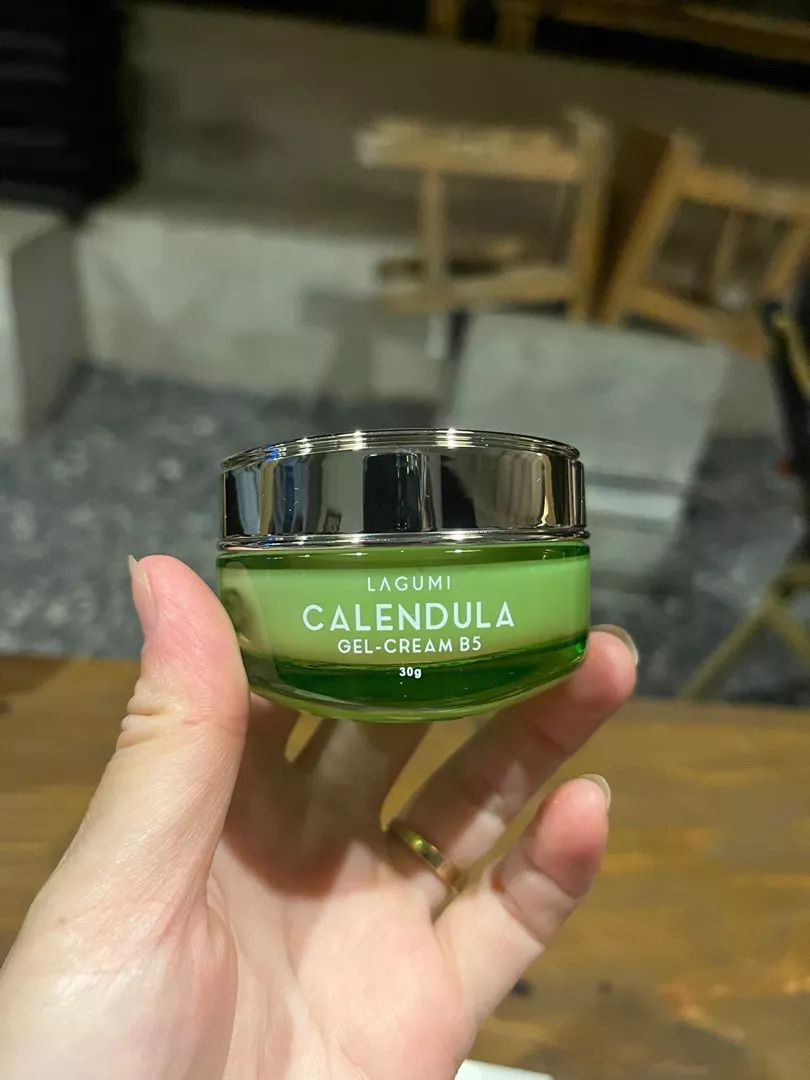 LAGUMI
CALENDULA
GEL-CREAM B5
30g